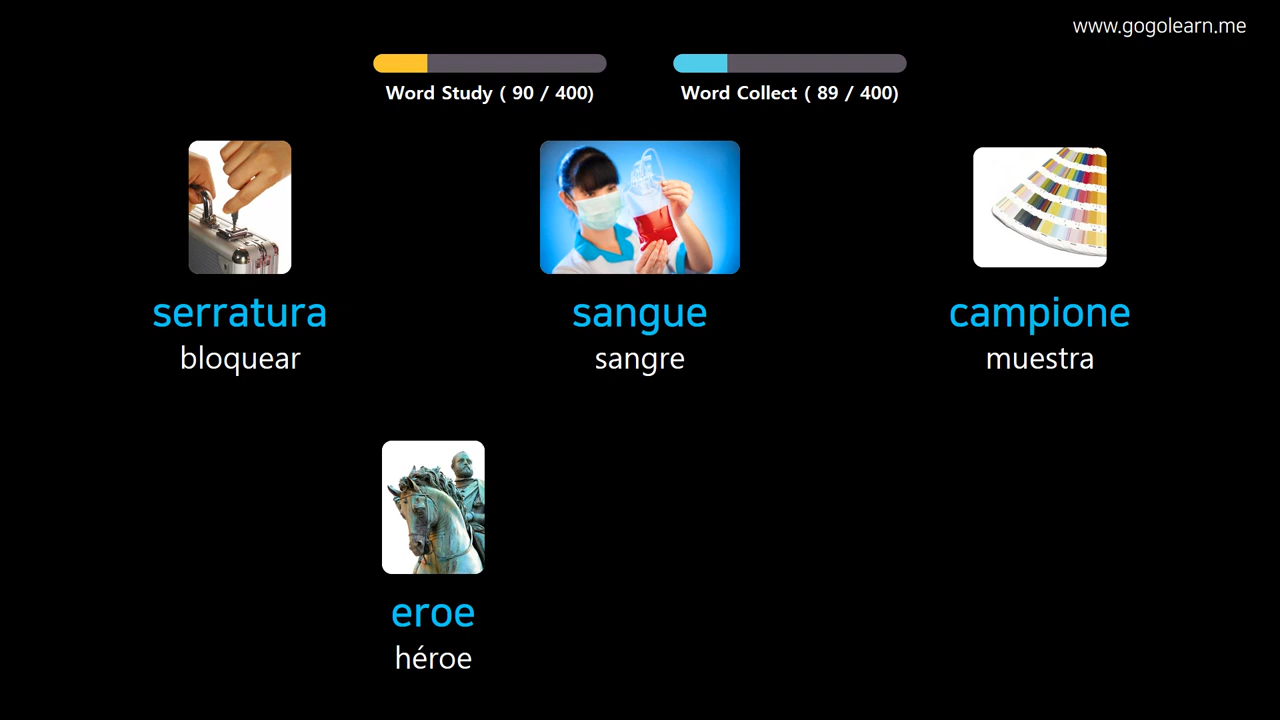 www.gogolearn.me
Word Study ( 90 / 400)
Word Collect ( 89 / 400)
serratura
bloquear
sangue
sangre
campione
muestra
eroe
héroe